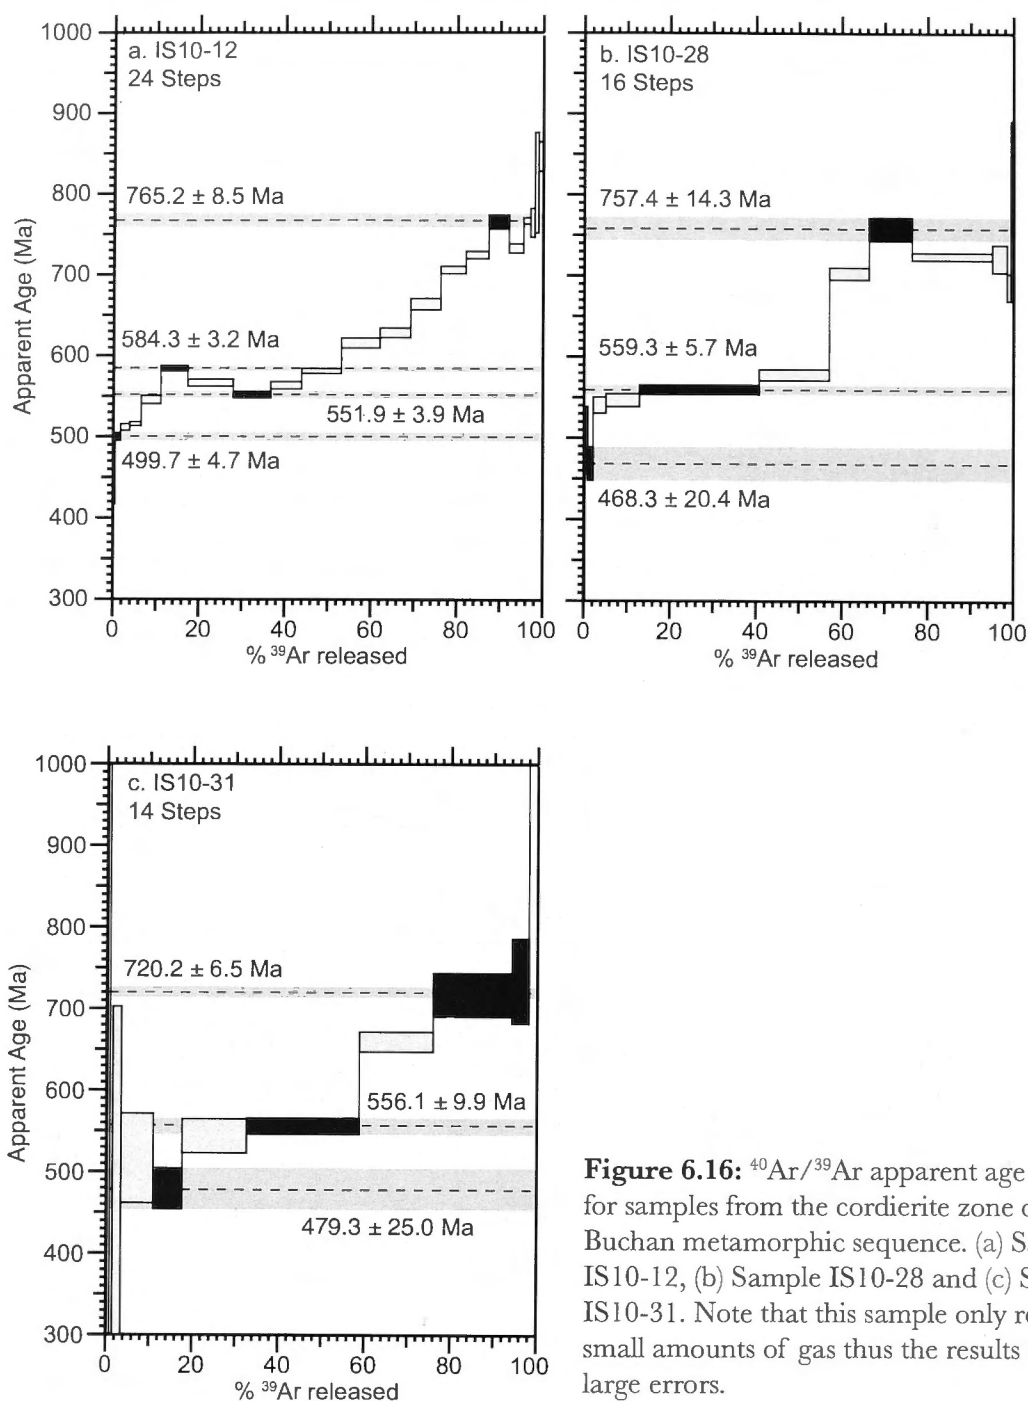 a. IS10-12
24 Steps
1000
900
800
700
600
500
400
300
Apparent Age (Ma)
765.2 ± 8.5 Ma
584.3 ± 3.2 Ma
551.9 ± 3.9 Ma
499.7 ± 4.7 Ma
0 20 40 60 80 100
% ³⁹Ar released
b. IS10-28
16 Steps
757.4 ± 14.3 Ma
559.3 ± 5.7 Ma
468.3 ± 20.4 Ma
0 20 40 60 80 100
% ³⁹Ar released
c. IS10-31
14 Steps
1000
900
800
700
600
500
400
300
Apparent Age (Ma)
720.2 ± 6.5 Ma
556.1 ± 9.9 Ma
479.3 ± 25.0 Ma
0 20 40 60 80 100
% ³⁹Ar released
Figure 6.16: ⁴⁰Ar/³⁹Ar apparent age
for samples from the cordierite zone
Buchan metamorphic sequence. (a)
IS10-12, (b) Sample IS10-28 and (c)
IS10-31. Note that this sample only
small amounts of gas thus the results
large errors.